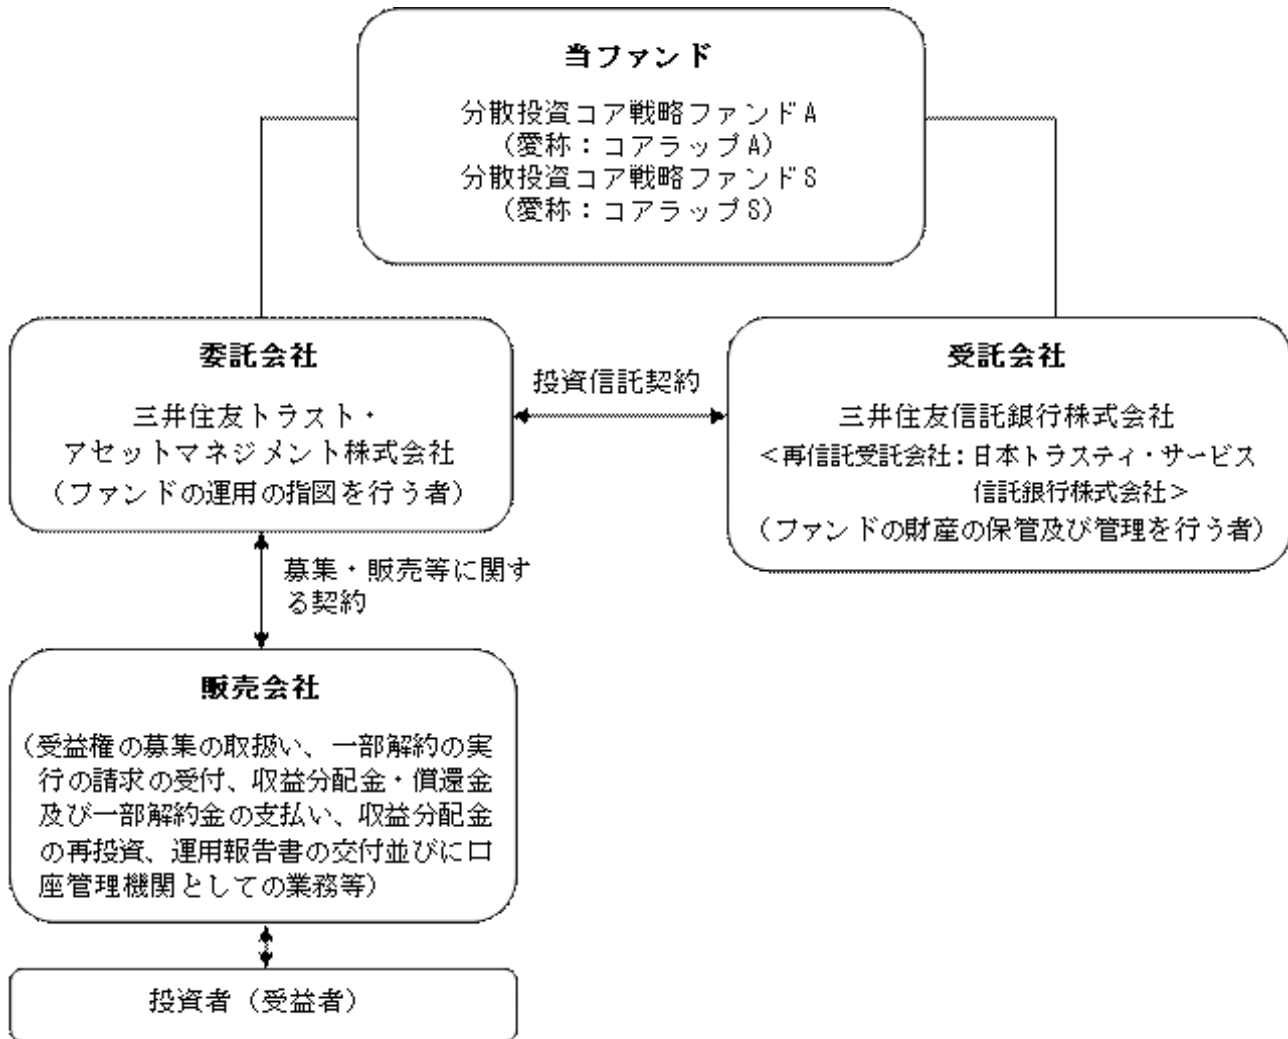 当ファンド
分散投資コア戦略ファンドA
(愛称:コアラップA)
分散投資コア戦略ファンドS
(愛称:コアラップS)
委託会社
三井住友トラスト・
アセットマネジメント株式会社
(ファンドの運用の指図を行う者)
投資信託契約
受託会社
三井住友信託銀行株式会社
<再信託受託会社:日本トラスティ・サービス
信託銀行株式会社>
(ファンドの財産の保管及び管理を行う者)
募集・販売等に関す
る契約
販売会社
(受益権の募集の取扱い、一部解約の実
行の請求の受付、収益分配金・償還金
及び一部解約金の支払い、収益分配金
の再投資、運用報告書の交付並びに口
座管理機関としての業務等)
投資者(受益者)